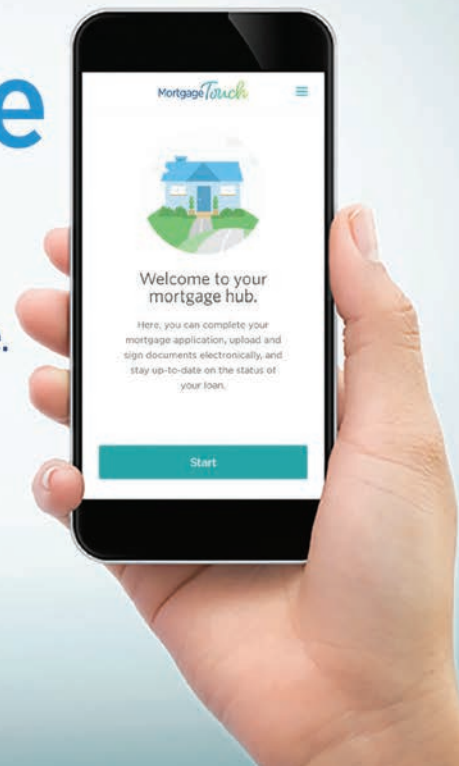 e
MortgageTouch
Welcome to your
mortgage hub.
Here, you can complete your
mortgage application, upload and
sign documents electronically, and
stay up-to-date on the status of
your loan.
.
Start